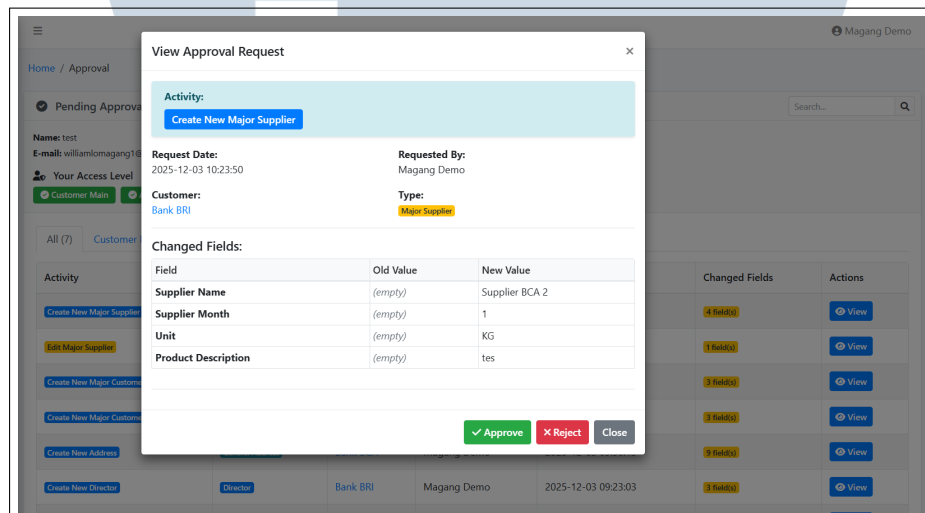 Magang Demo
Home / Approval
Pending Approva
Search...
Name: test
E-mail: williamlomagang1@
Your Access Level
Customer Main
All (7) Customer
View Approval Request ×
Activity:
Create New Major Supplier
Request Date: Requested By:
2025-12-03 10:23:50 Magang Demo
Customer: Type:
Bank BRI Major Supplier
Changed Fields:
Field Old Value New Value
Supplier Name (empty) Supplier BCA 2
Supplier Month (empty) 1
Unit (empty) KG
Product Description (empty) tes
Approve Reject Close
Activity Changed Fields Actions
Create New Major Supplier 4 field(s) View
Edit Major Supplier 1 field(s) View
Create New Major Custome 3 field(s) View
Create New Major Custome 3 field(s) View
Create New Address 9 field(s) View
Create New Director Director Bank BRI Magang Demo 2025-12-03 09:23:03 3 field(s) View